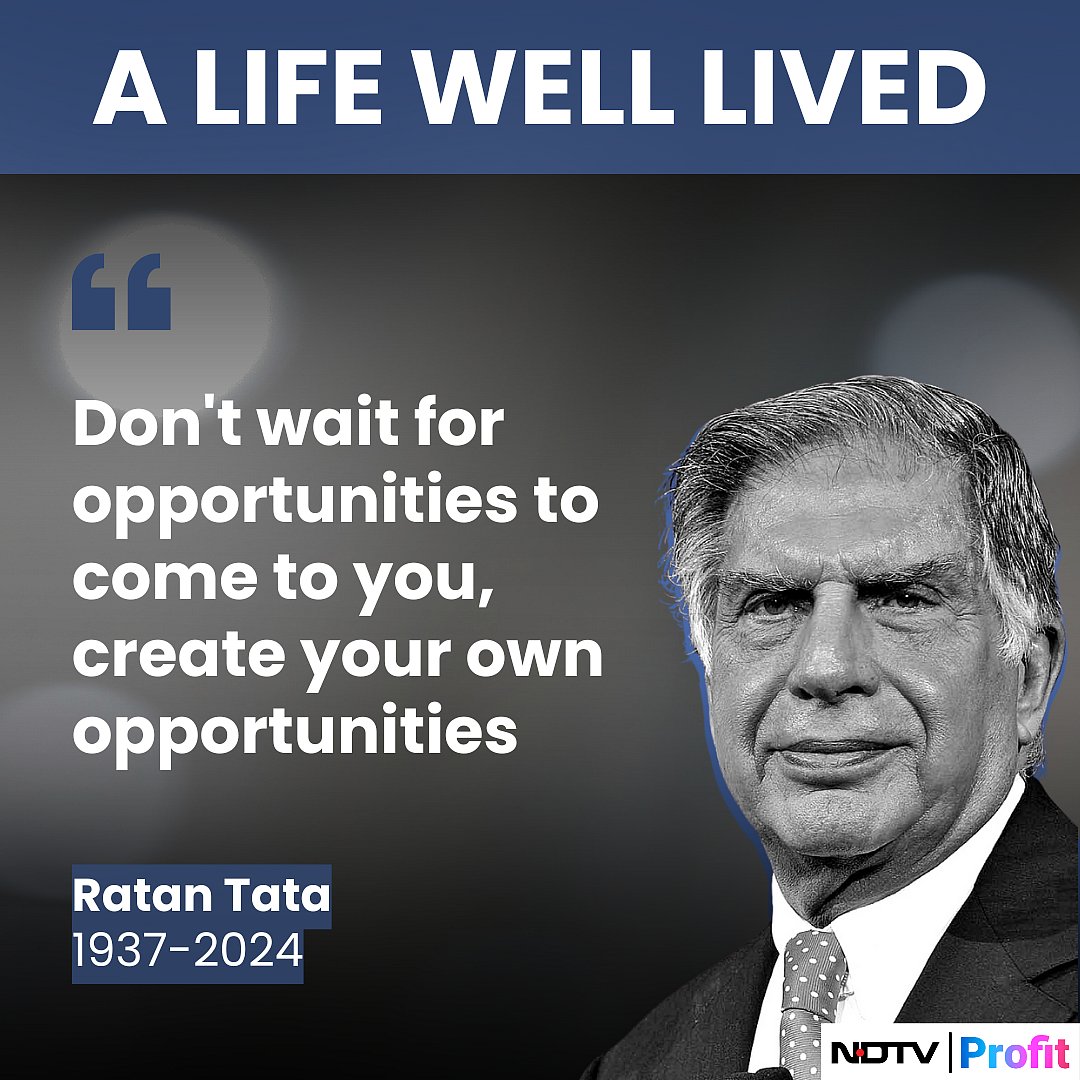 A LIFE WELL LIVED
“
Don't wait for
opportunities to
come to you,
create your own
opportunities
Ratan Tata
1937-2024
NDTV | Profit